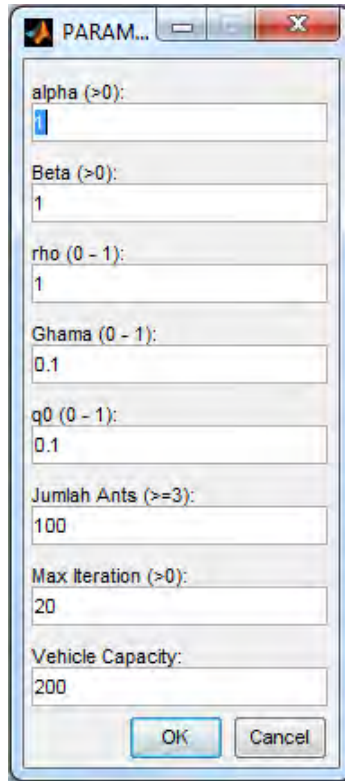 PARAM...
alpha (>0):
1
Beta (>0):
1
rho (0 - 1):
1
Ghama (0 - 1):
0.1
q0 (0 - 1):
0.1
Jumlah Ants (>=3):
100
Max Iteration (>0):
20
Vehicle Capacity:
200
OK Cancel